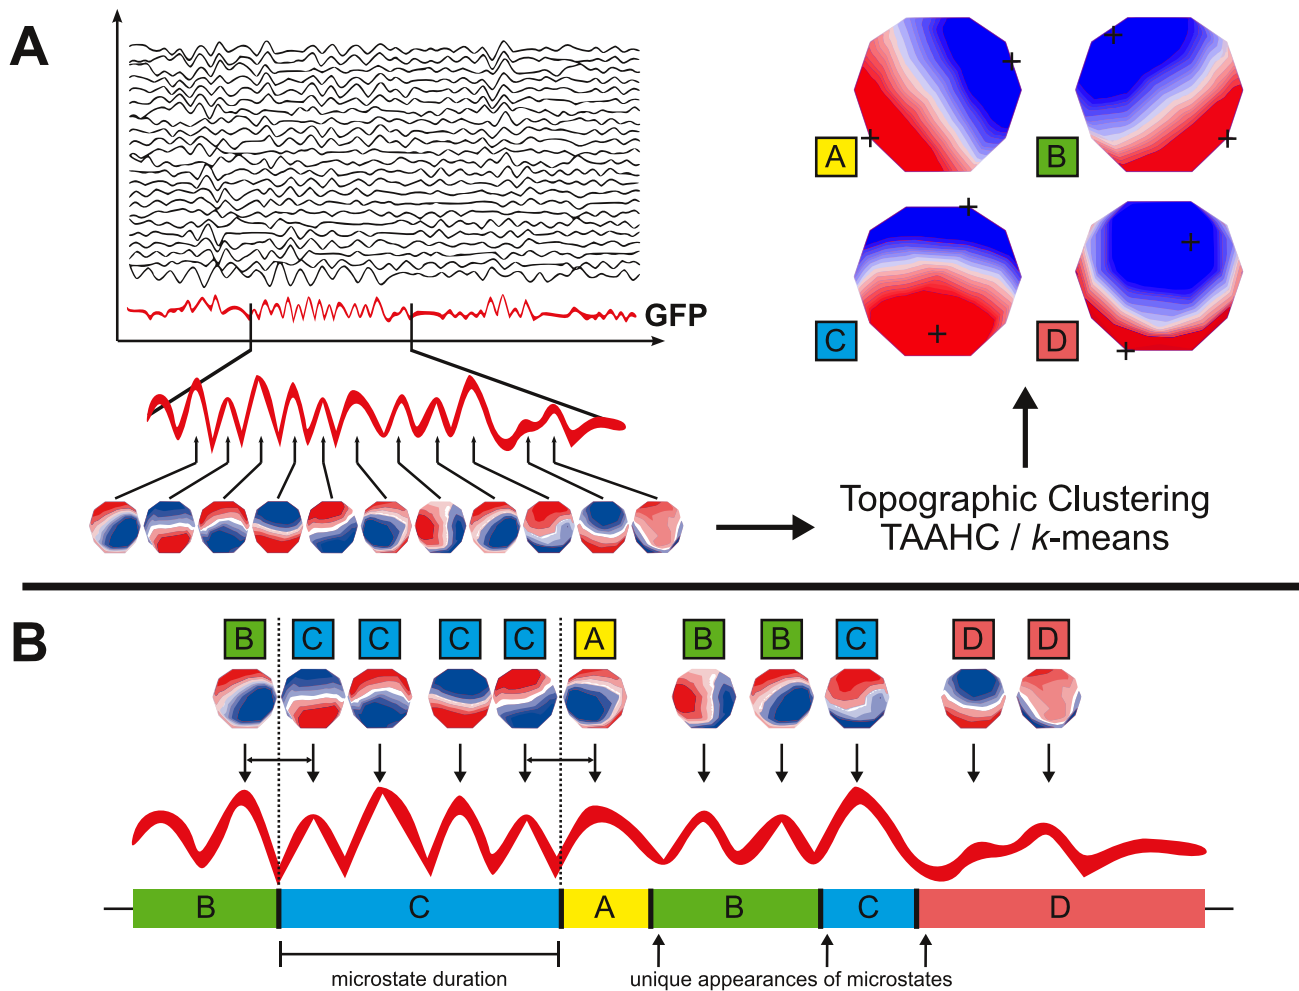 A
GFP
A
B
C
D
Topographic Clustering
TAAHC / k-means
B
B
C
C
C
C
A
B
B
C
D
D
B
C
A
B
C
D
microstate duration
unique appearances of microstates